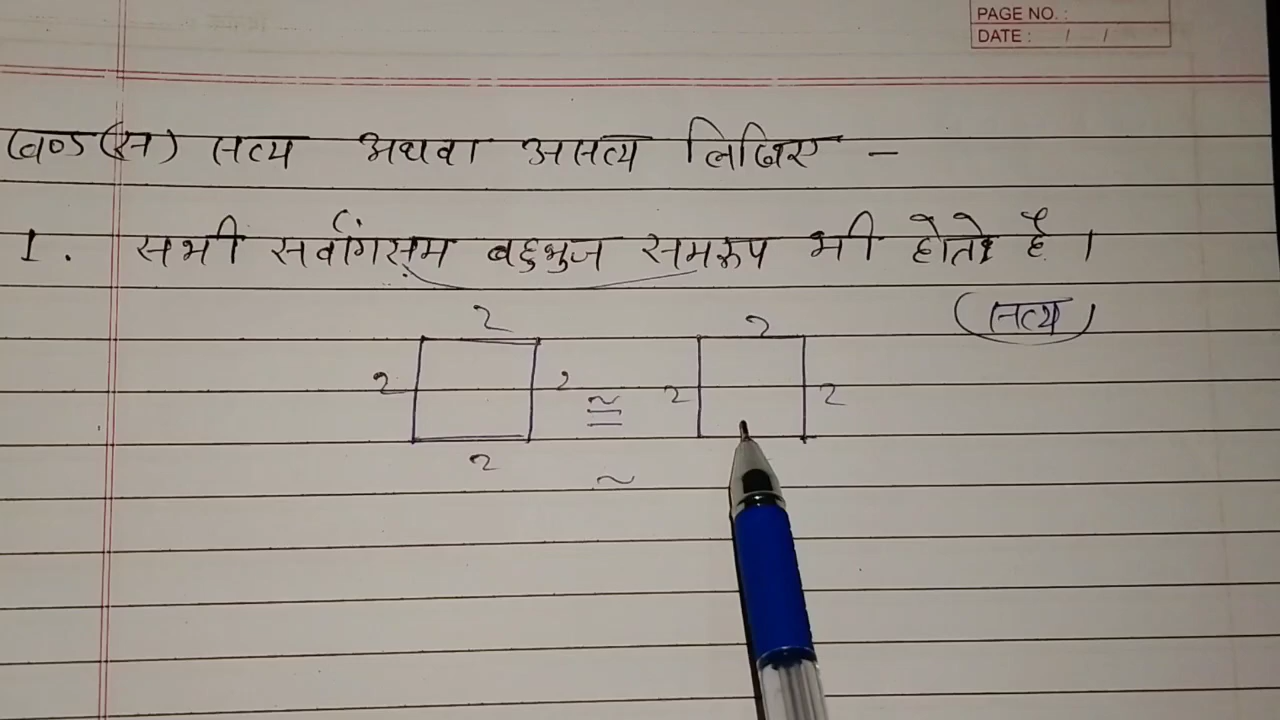 PAGE NO. :
DATE : / /
खण्ड (स) सत्य अथवा असत्य लिखिए -
1. सभी सर्वांगसम बहुभुज समरूप भी होते है ।
(सत्य)
2 2
2 2 ≅ 2 2
2 ~